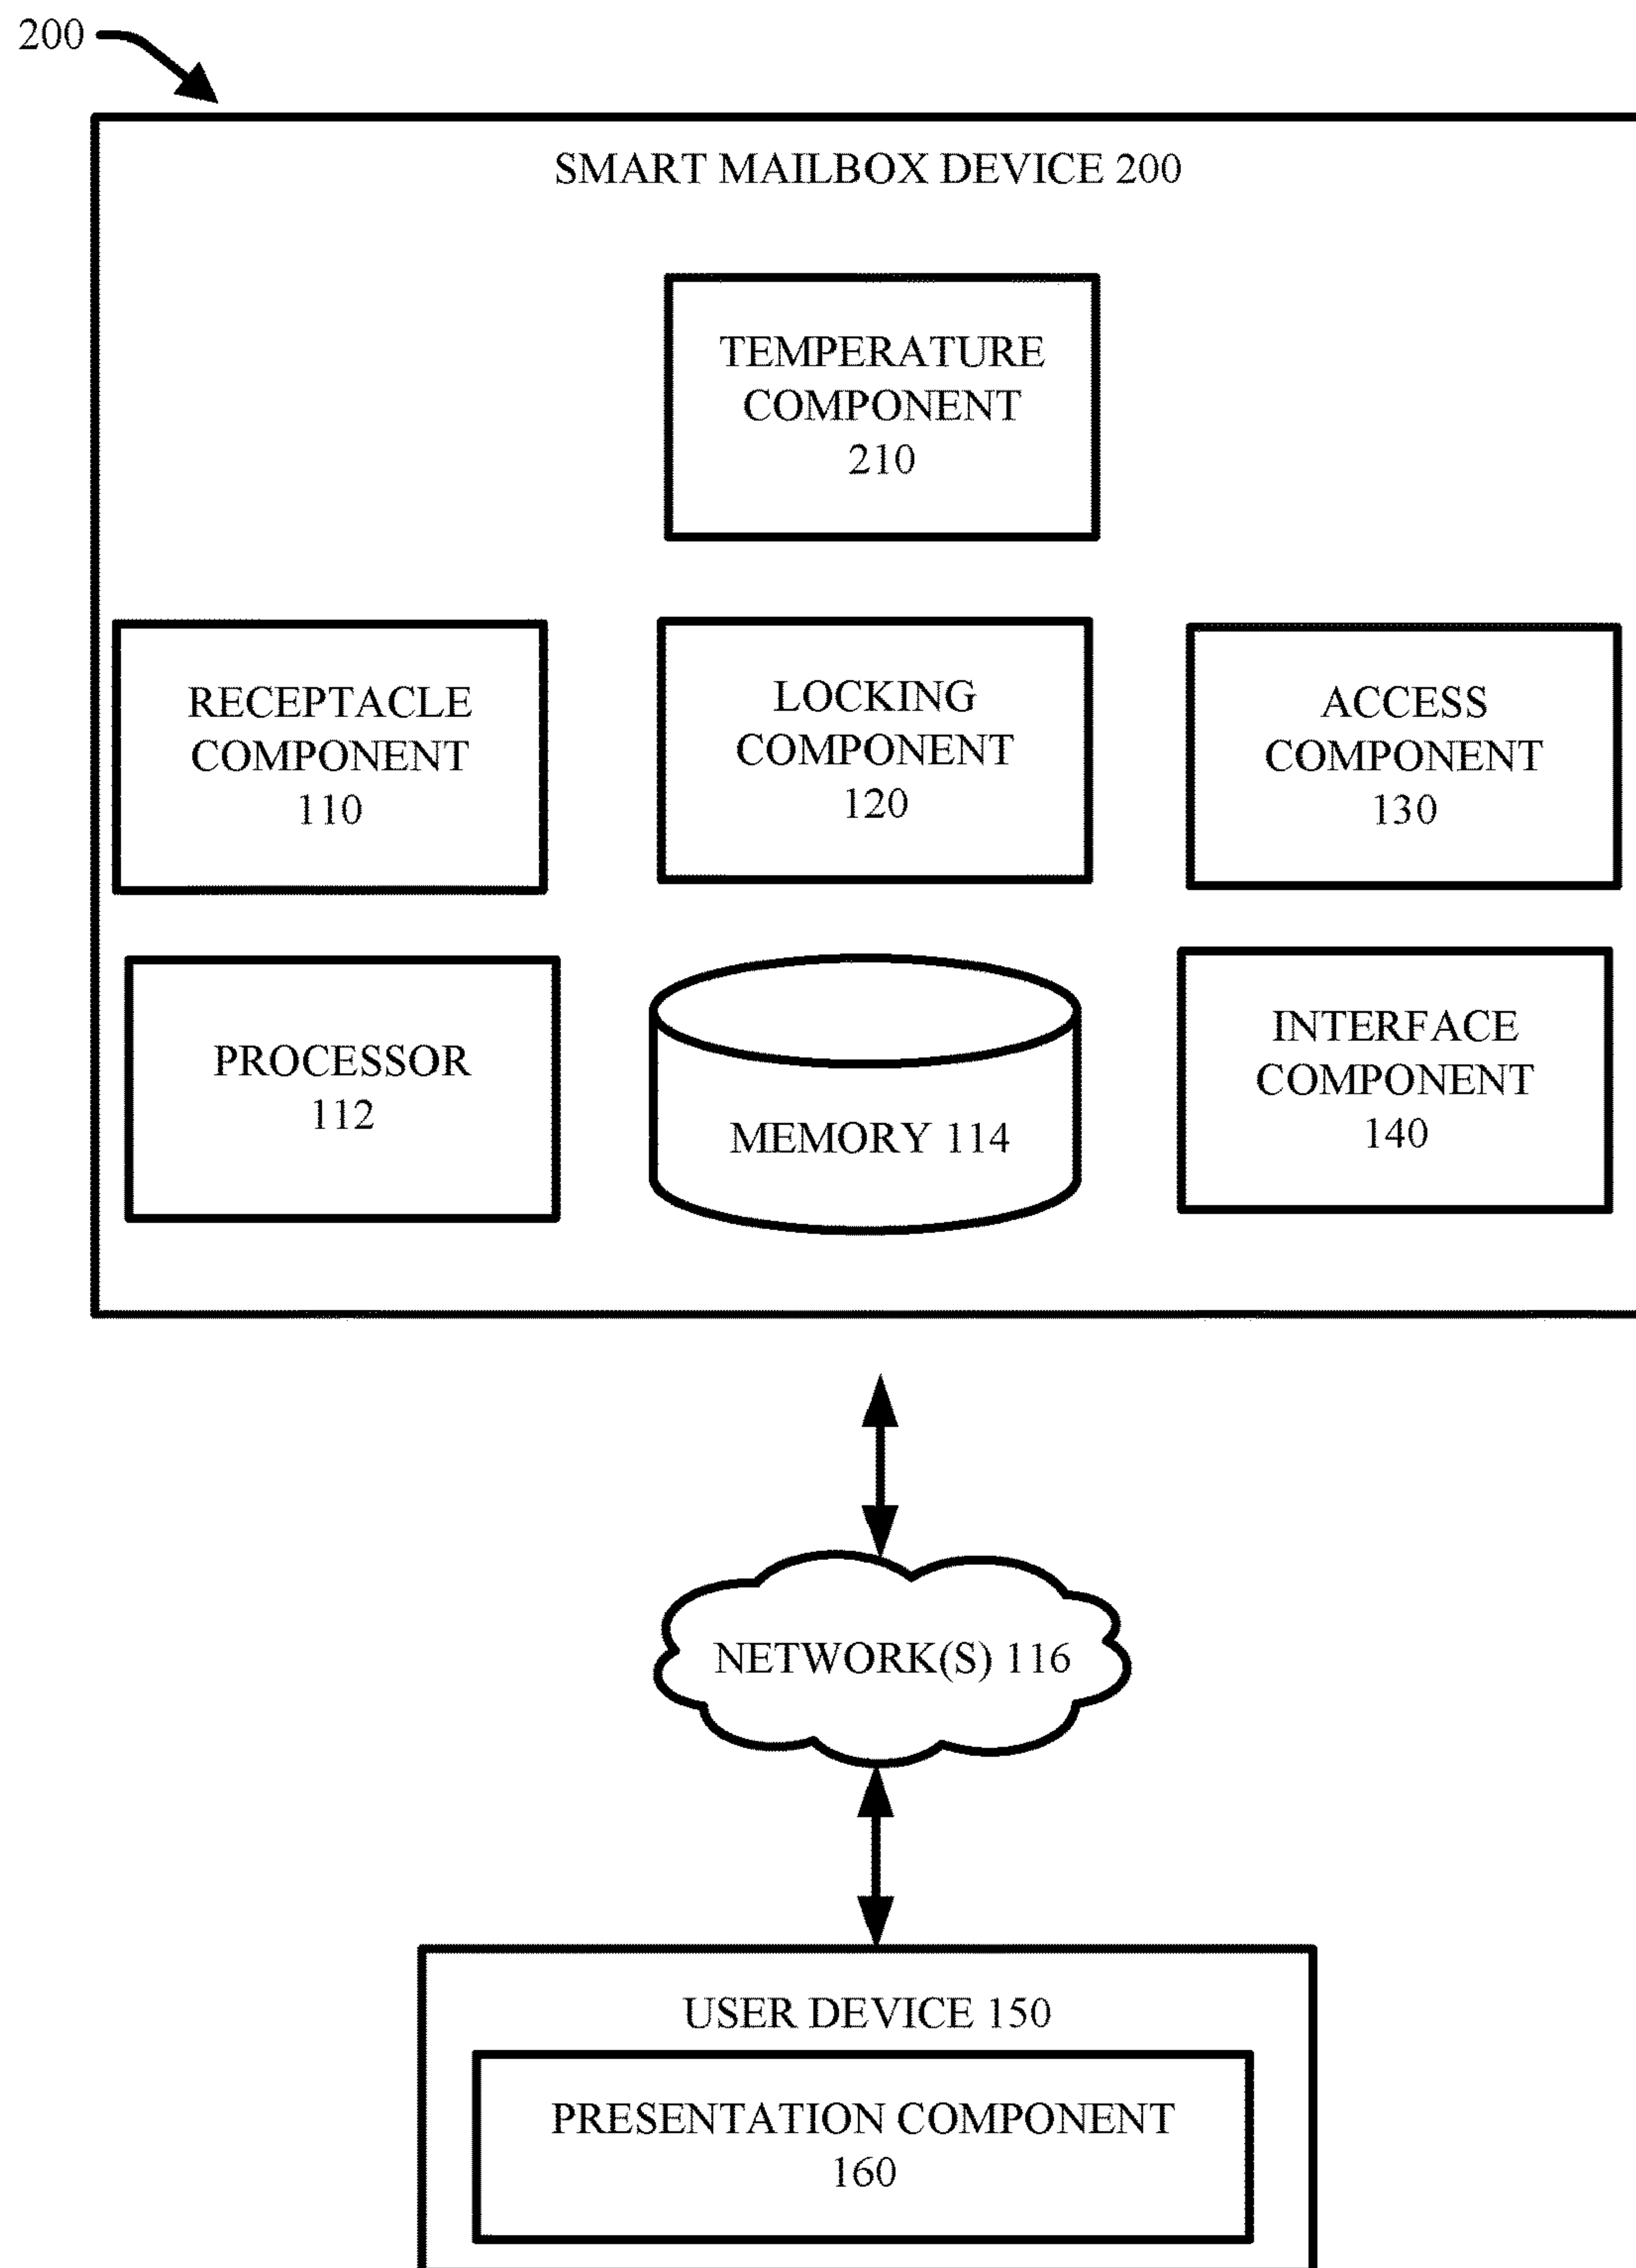 200
SMART MAILBOX DEVICE 200
TEMPERATURE
COMPONENT
210
RECEPTACLE
COMPONENT
110
LOCKING
COMPONENT
120
ACCESS
COMPONENT
130
PROCESSOR
112
MEMORY 114
INTERFACE
COMPONENT
140
NETWORK(S) 116
USER DEVICE 150
PRESENTATION COMPONENT
160